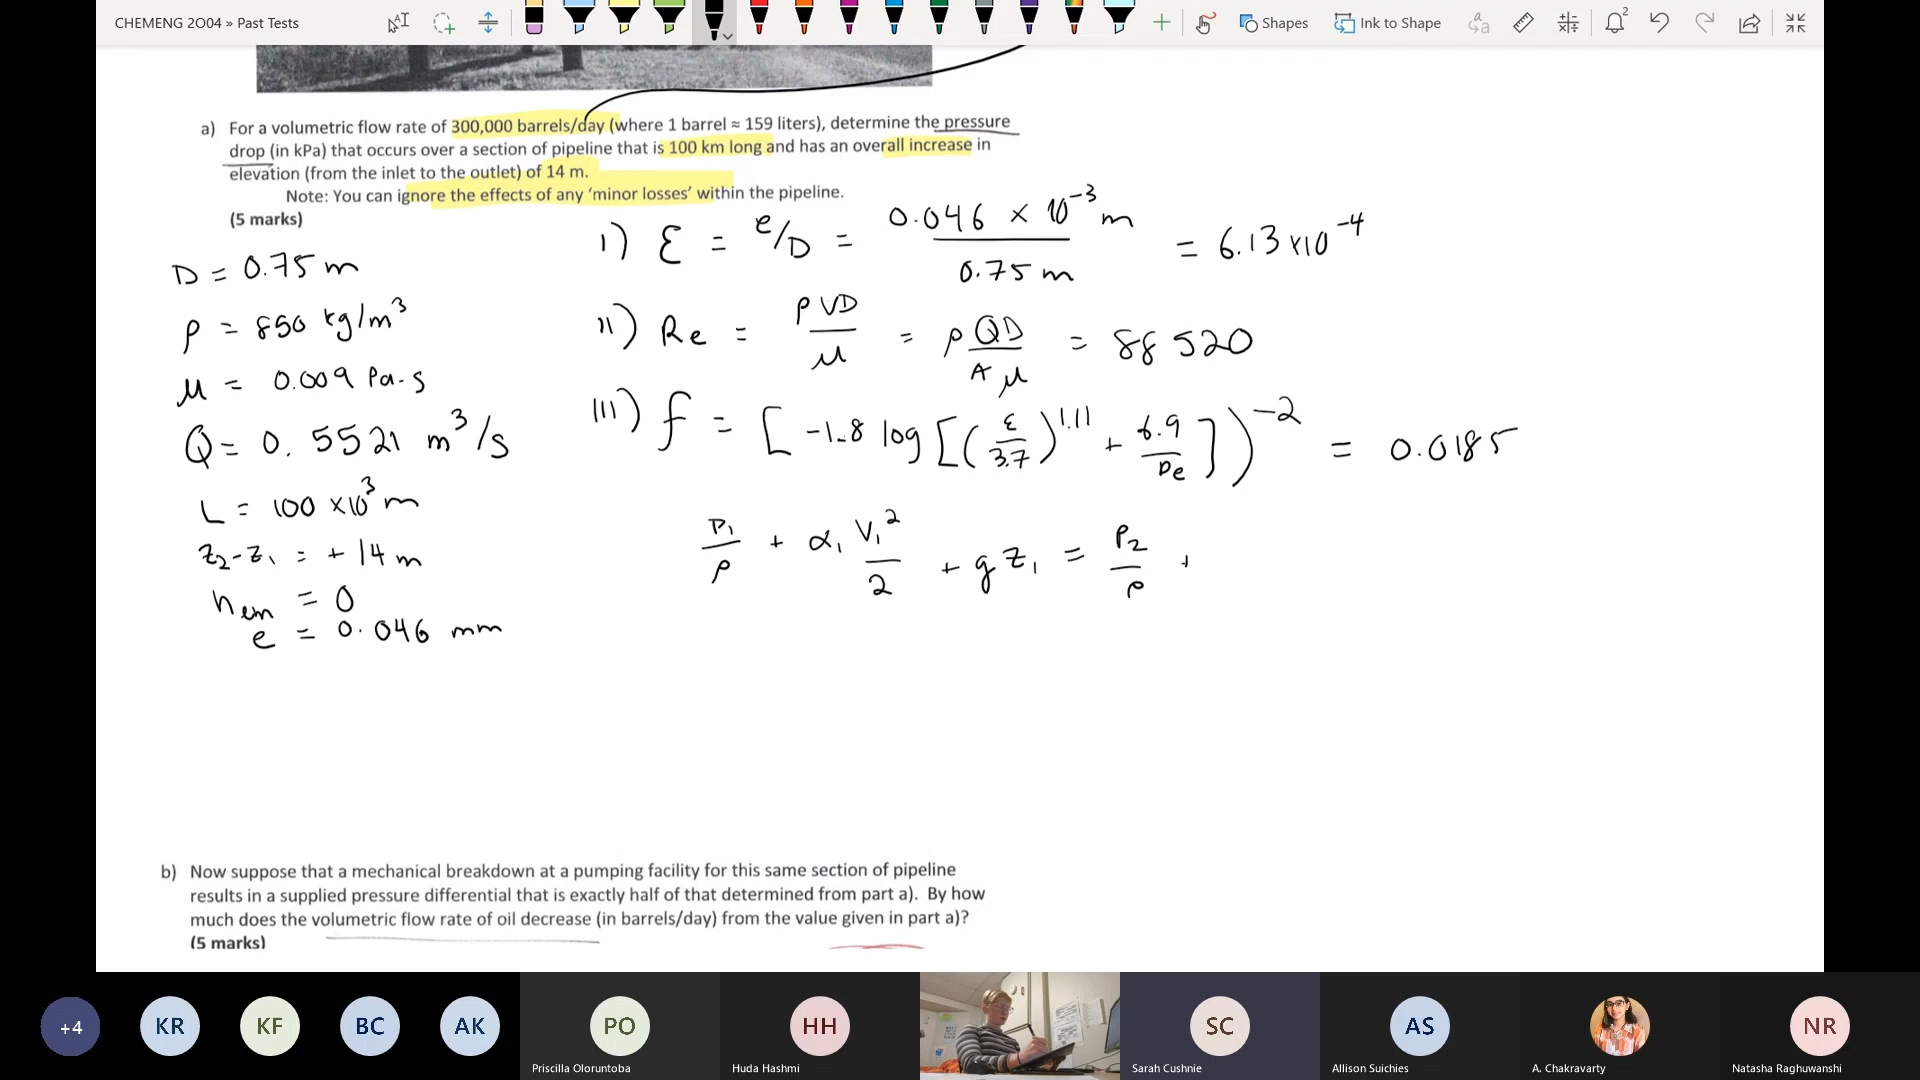 CHEMENG 2O04 » Past Tests
Shapes
Ink to Shape
2
a) For a volumetric flow rate of 300,000 barrels/day (where 1 barrel ≈ 159 liters), determine the pressure
drop (in kPa) that occurs over a section of pipeline that is 100 km long and has an overall increase in
elevation (from the inlet to the outlet) of 14 m.
Note: You can ignore the effects of any ‘minor losses’ within the pipeline.
(5 marks)
D = 0.75 m
ρ = 850 kg/m³
μ = 0.009 Pa-s
Q = 0.5521 m³/s
L = 100 ×10³ m
z₂-z₁ = + 14 m
hem = 0
e = 0.046 mm
i) Ɛ = e/D = 0.046 × 10⁻³ m / 0.75 m = 6.13 ×10⁻⁴
ii) Re = ρVD/μ = ρQD/Aμ = 88 520
iii) f = [-1.8 log[(ε/3.7)^1.11 + 6.9/Re])⁻² = 0.0185
P₁/ρ + α₁ V₁²/2 + g z₁ = P₂/ρ +
b) Now suppose that a mechanical breakdown at a pumping facility for this same section of pipeline
results in a supplied pressure differential that is exactly half of that determined from part a). By how
much does the volumetric flow rate of oil decrease (in barrels/day) from the value given in part a)?
(5 marks)
+4
KR
KF
BC
AK
PO
HH
SC
AS
NR
Priscilla Oloruntoba
Huda Hashmi
Sarah Cushnie
Allison Suichies
A. Chakravarty
Natasha Raghuwanshi